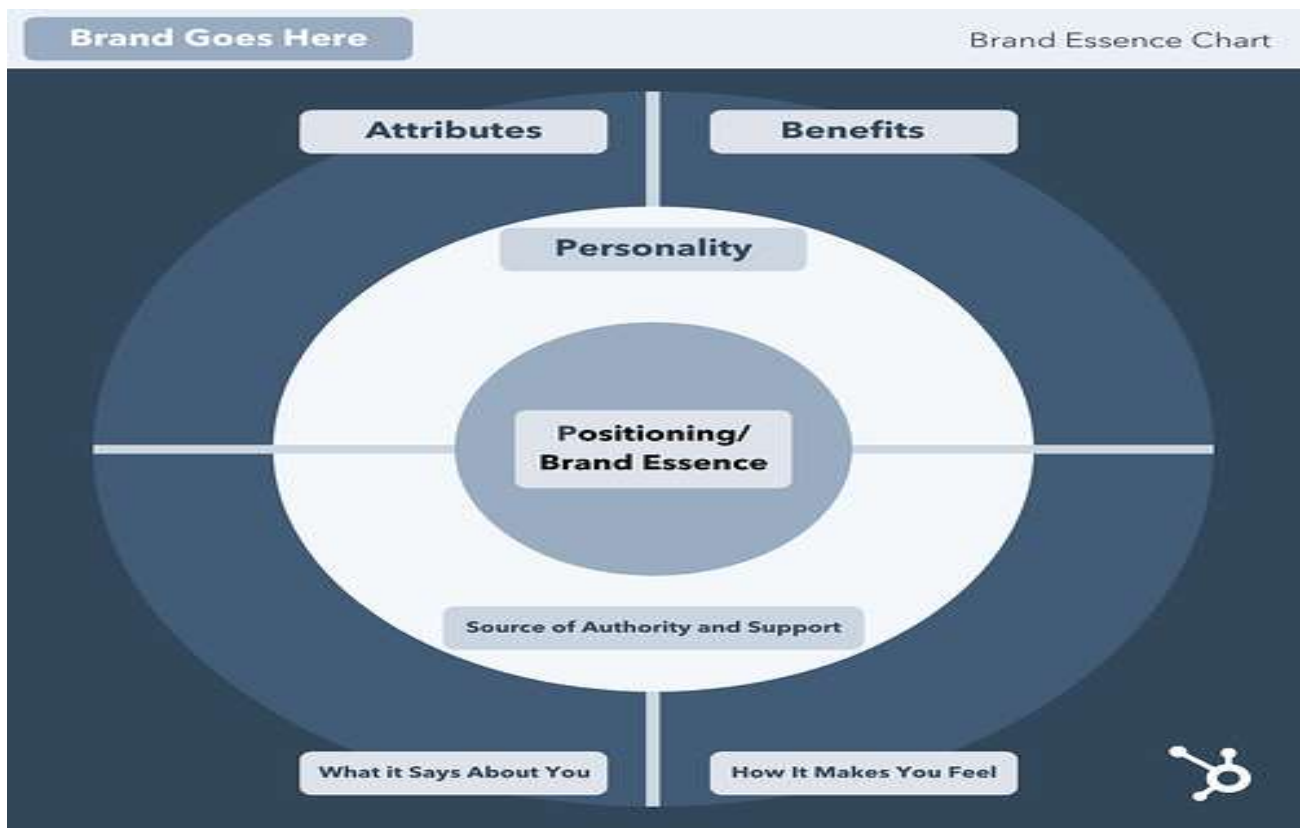 Brand Goes Here
Brand Essence Chart
Attributes
Benefits
Personality
Positioning/
Brand Essence
Source of Authority and Support
What it Says About You
How It Makes You Feel